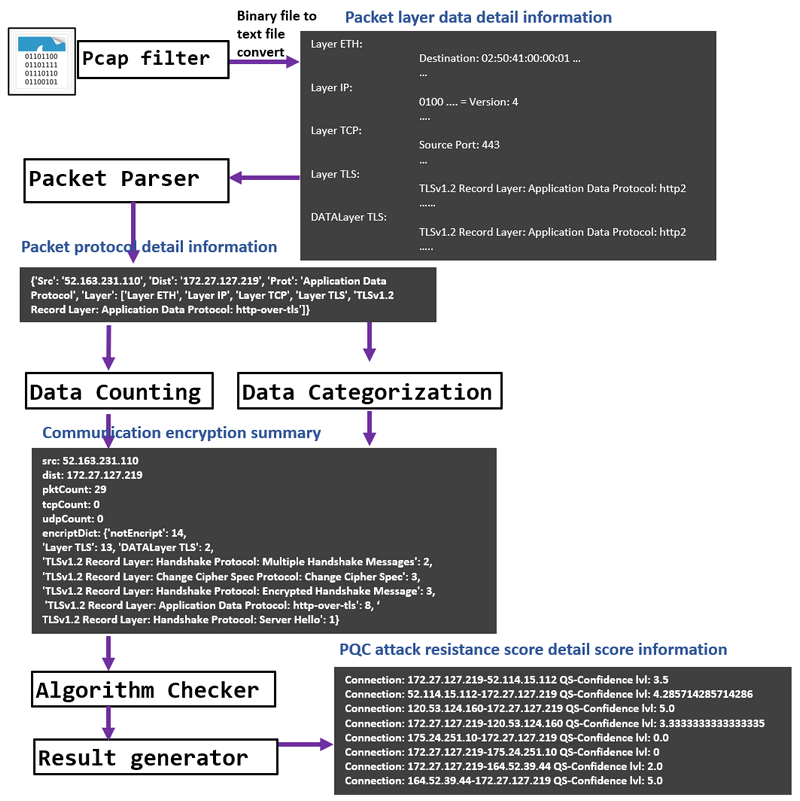 Binary file to
text file
convert
Packet layer data detail information
01101100
01101111
01110110
01100101
Pcap filter
Layer ETH:
Destination: 02:50:41:00:00:01 ...
...
Layer IP:
0100 .... = Version: 4
....
Layer TCP:
Source Port: 443
...
Layer TLS:
TLSv1.2 Record Layer: Application Data Protocol: http2
......
DATALayer TLS:
TLSv1.2 Record Layer: Application Data Protocol: http2
.....
Packet Parser
Packet protocol detail information
{'Src': '52.163.231.110', 'Dist': '172.27.127.219', 'Prot': 'Application Data
Protocol', 'Layer': ['Layer ETH', 'Layer IP', 'Layer TCP', 'Layer TLS', 'TLSv1.2
Record Layer: Application Data Protocol: http-over-tls']}
Data Counting
Data Categorization
Communication encryption summary
src: 52.163.231.110
dist: 172.27.127.219
pktCount: 29
tcpCount: 0
udpCount: 0
encriptDict: {'notEncript': 14,
'Layer TLS': 13, 'DATALayer TLS': 2,
'TLSv1.2 Record Layer: Handshake Protocol: Multiple Handshake Messages': 2,
'TLSv1.2 Record Layer: Change Cipher Spec Protocol: Change Cipher Spec': 3,
'TLSv1.2 Record Layer: Handshake Protocol: Encrypted Handshake Message': 3,
'TLSv1.2 Record Layer: Application Data Protocol: http-over-tls': 8, ‘
TLSv1.2 Record Layer: Handshake Protocol: Server Hello': 1}
Algorithm Checker
Result generator
PQC attack resistance score detail score information
Connection: 172.27.127.219-52.114.15.112 QS-Confidence lvl: 3.5
Connection: 52.114.15.112-172.27.127.219 QS-Confidence lvl: 4.285714285714286
Connection: 120.53.124.160-172.27.127.219 QS-Confidence lvl: 5.0
Connection: 172.27.127.219-120.53.124.160 QS-Confidence lvl: 3.3333333333333335
Connection: 175.24.251.10-172.27.127.219 QS-Confidence lvl: 0.0
Connection: 172.27.127.219-175.24.251.10 QS-Confidence lvl: 0
Connection: 172.27.127.219-164.52.39.44 QS-Confidence lvl: 2.0
Connection: 164.52.39.44-172.27.127.219 QS-Confidence lvl: 5.0